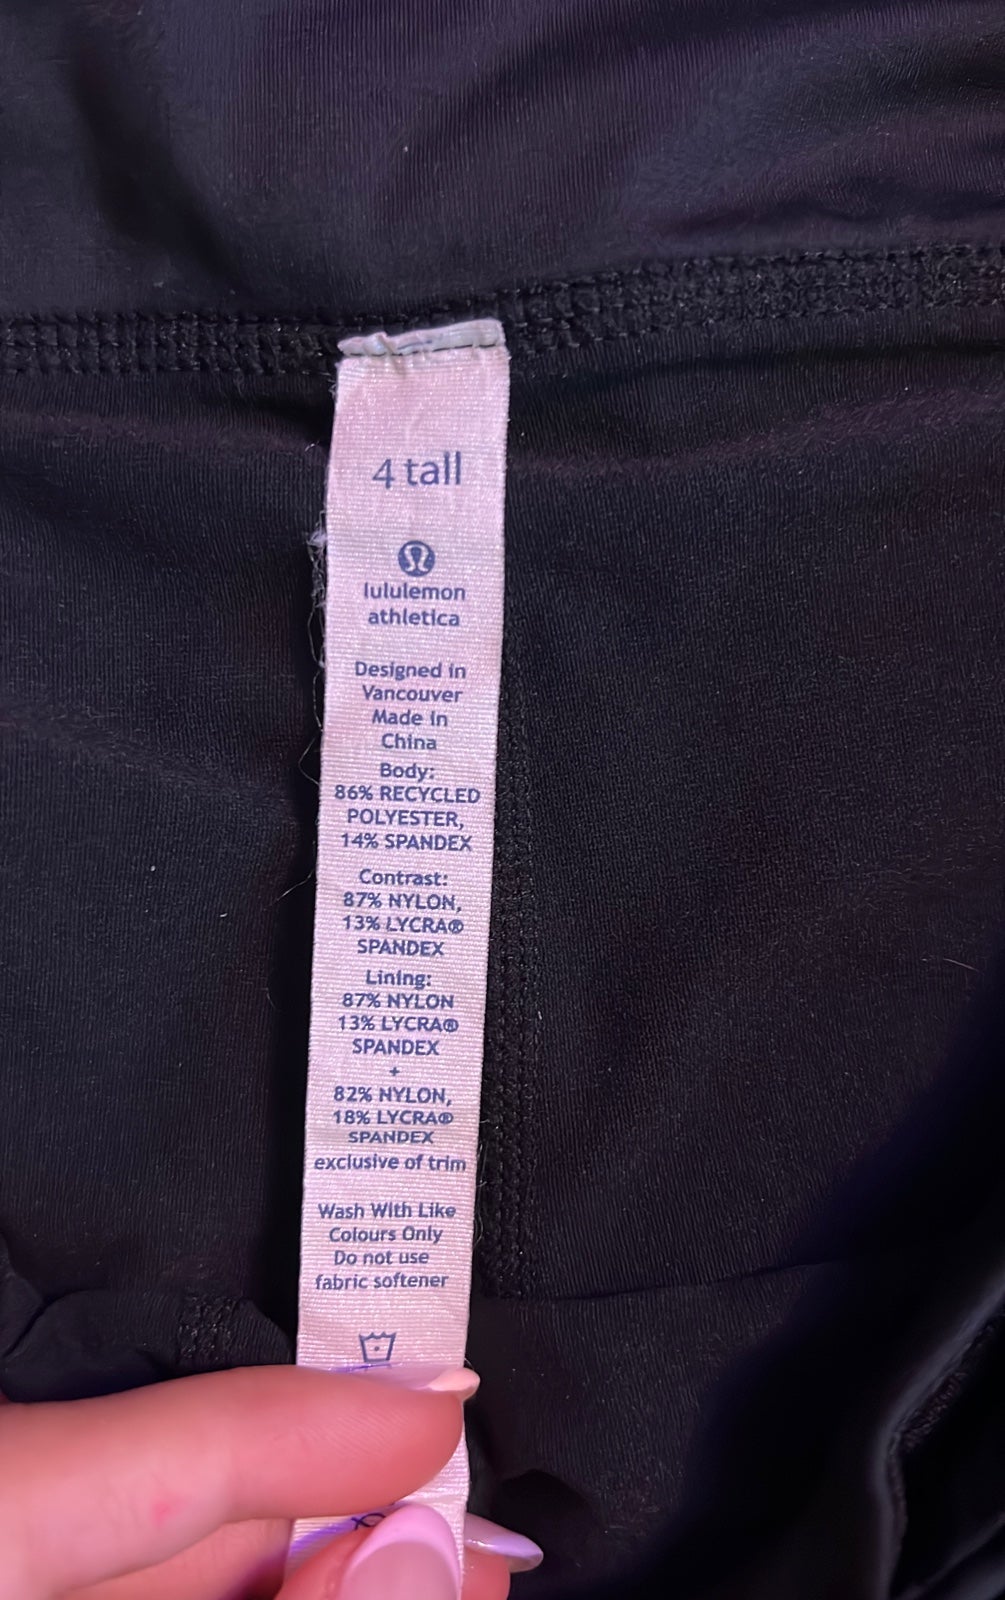 4 tall
lululemon
athletica
Designed in
Vancouver
Made in
China
Body:
86% RECYCLED
POLYESTER,
14% SPANDEX
Contrast:
87% NYLON,
13% LYCRA®
SPANDEX
Lining:
87% NYLON
13% LYCRA®
SPANDEX
+
82% NYLON,
18% LYCRA®
SPANDEX
exclusive of trim
Wash With Like
Colours Only
Do not use
fabric softener